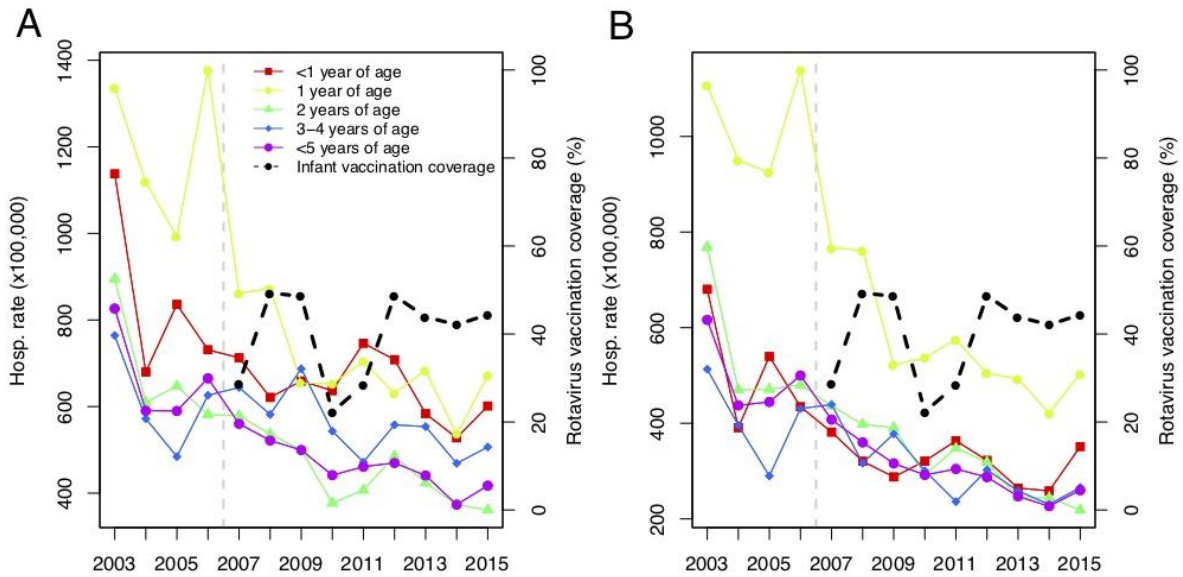 A
1400
1200
1000
800
600
400
Hosp. rate (x100,000)
<1 year of age
1 year of age
2 years of age
3−4 years of age
<5 years of age
Infant vaccination coverage
100
80
60
40
20
0
Rotavirus vaccination coverage (%)
2003 2005 2007 2009 2011 2013 2015
B
1000
800
600
400
200
Hosp. rate (x100,000)
100
80
60
40
20
0
Rotavirus vaccination coverage (%)
2003 2005 2007 2009 2011 2013 2015